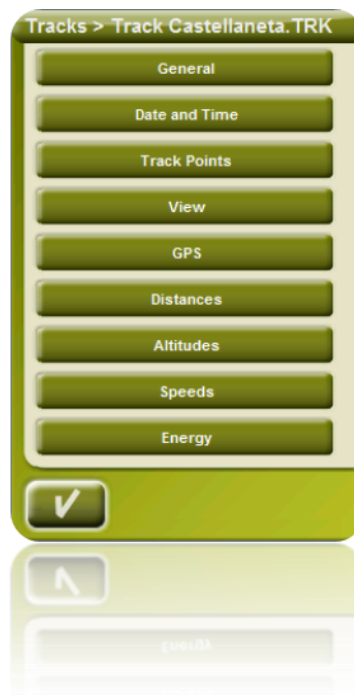 Tracks > Track Castellaneta.TRK
General
Date and Time
Track Points
View
GPS
Distances
Altitudes
Speeds
Energy